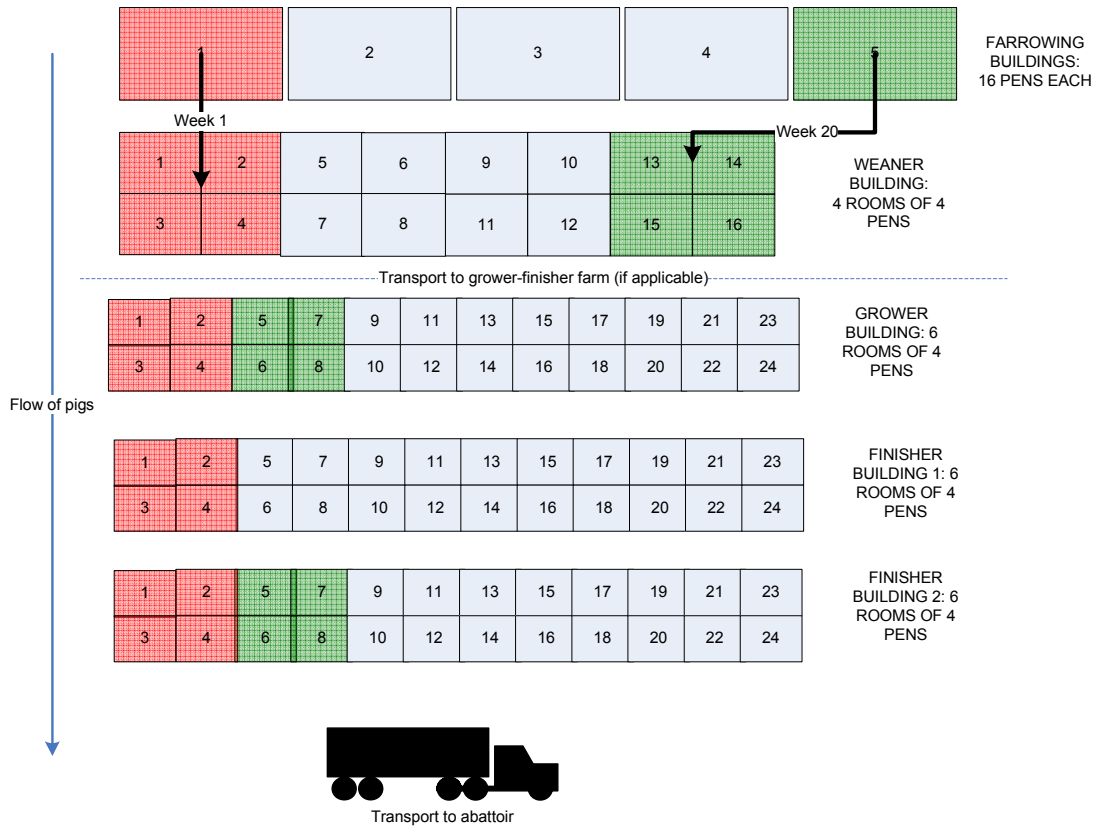 1
2
3
4
5
FARROWING
BUILDINGS:
16 PENS EACH
Week 1
Week 20
1 2 5 6 9 10 13 14
3 4 7 8 11 12 15 16
WEANER
BUILDING:
4 ROOMS OF 4
PENS
Transport to grower-finisher farm (if applicable)
1 2 5 7 9 11 13 15 17 19 21 23
3 4 6 8 10 12 14 16 18 20 22 24
GROWER
BUILDING: 6
ROOMS OF 4
PENS
Flow of pigs
1 2 5 7 9 11 13 15 17 19 21 23
3 4 6 8 10 12 14 16 18 20 22 24
FINISHER
BUILDING 1: 6
ROOMS OF 4
PENS
1 2 5 7 9 11 13 15 17 19 21 23
3 4 6 8 10 12 14 16 18 20 22 24
FINISHER
BUILDING 2: 6
ROOMS OF 4
PENS
Transport to abattoir